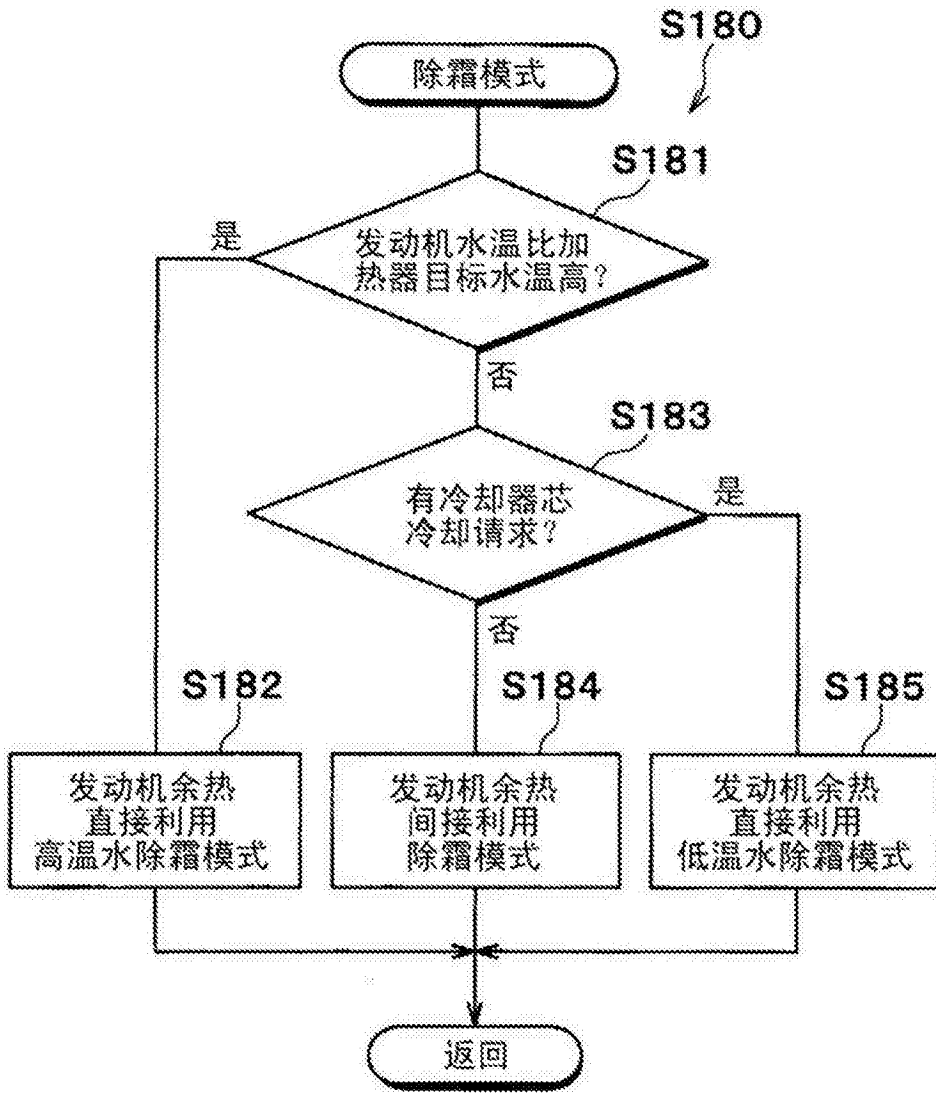 S180
除霜模式
S181
是
发动机水温比加
热器目标水温高？
否
S183
有冷却器芯
冷却请求？
是
否
S182
S184
S185
发动机余热
直接利用
高温水除霜模式
发动机余热
间接利用
除霜模式
发动机余热
直接利用
低温水除霜模式
返回